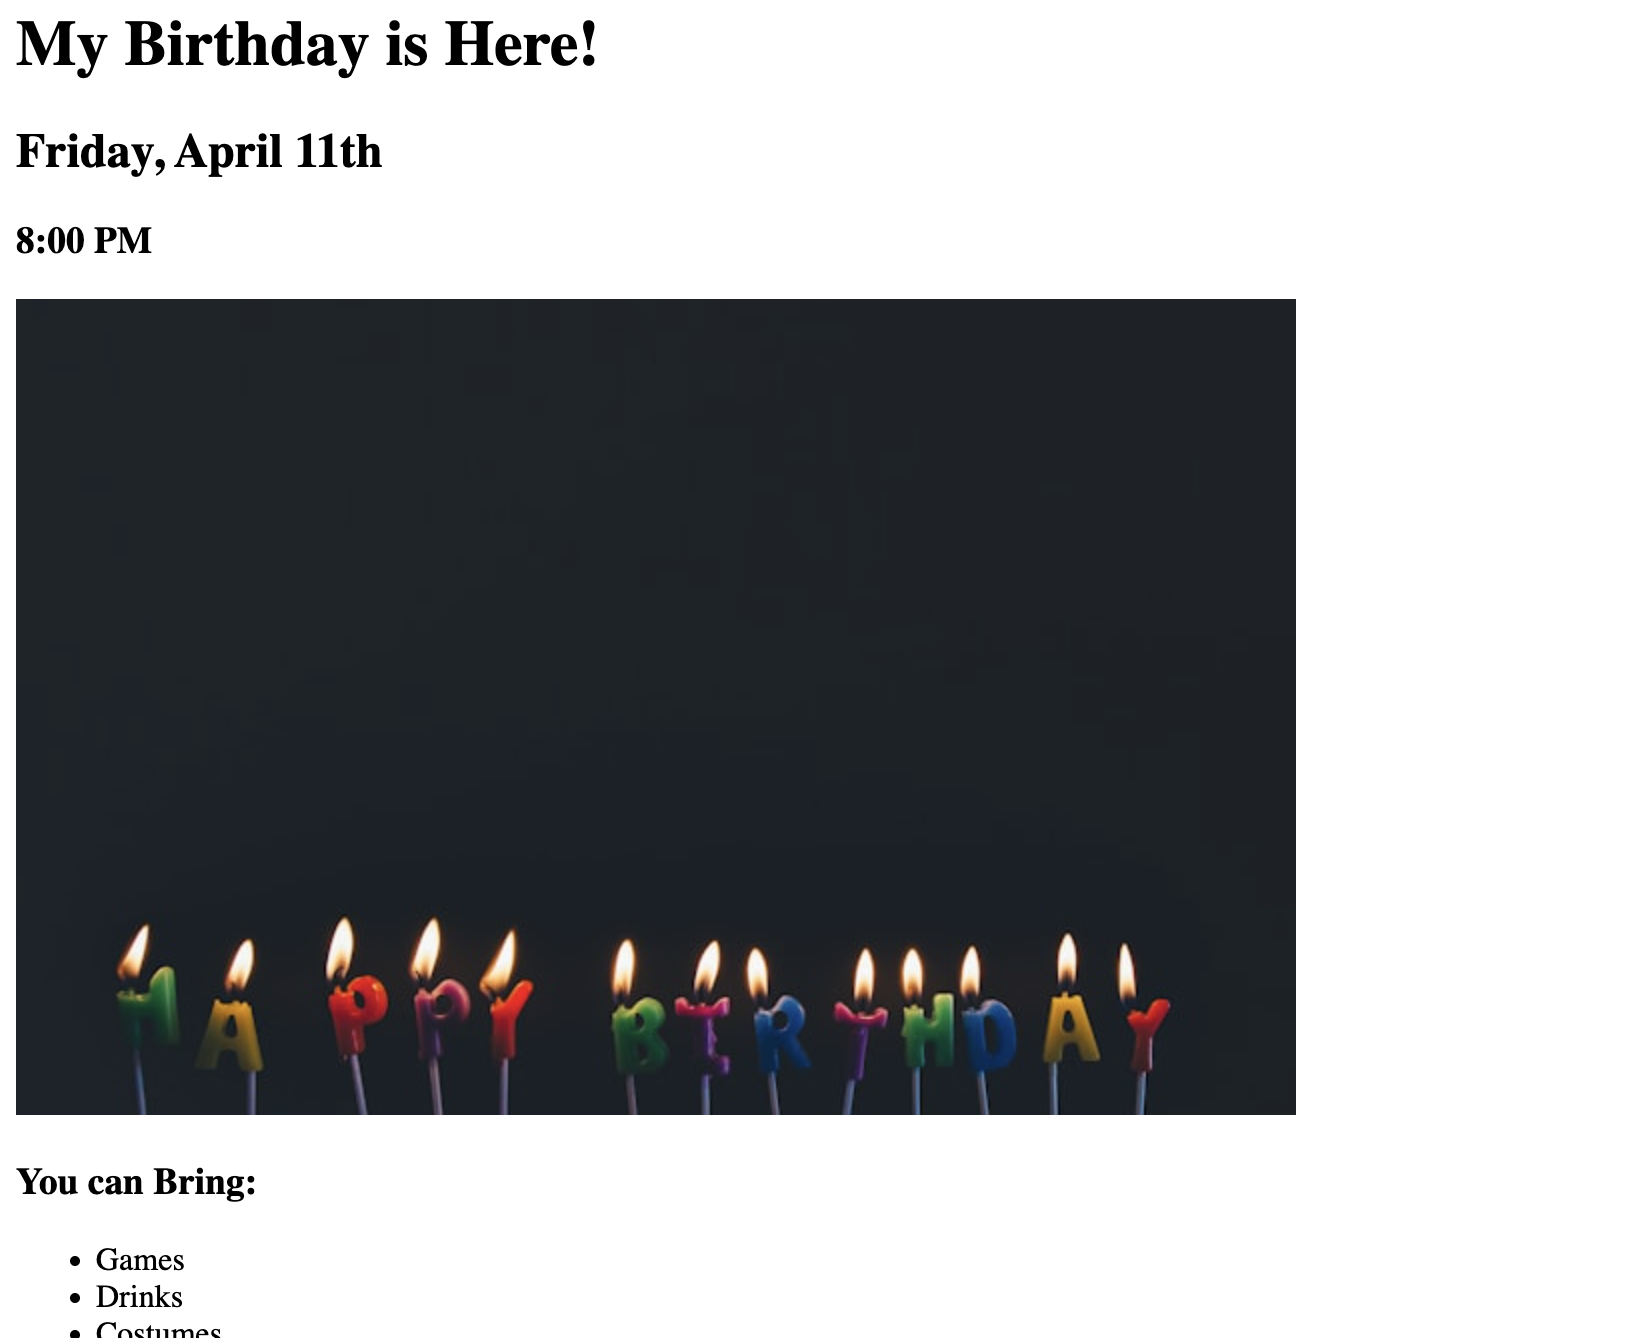 My Birthday is Here!
Friday, April 11th
8:00 PM
HAPPY BIRTHDAY
You can Bring:
• Games
• Drinks
• Costumes